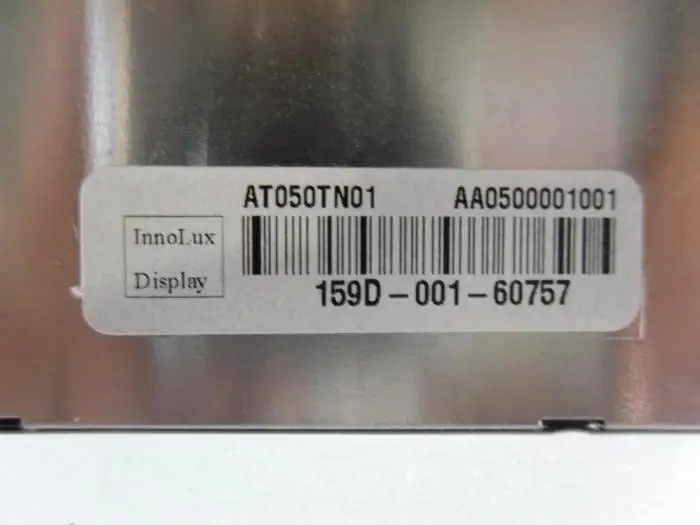 AT050TN01 AA0500001001
InnoLux
Display
159D-001-60757